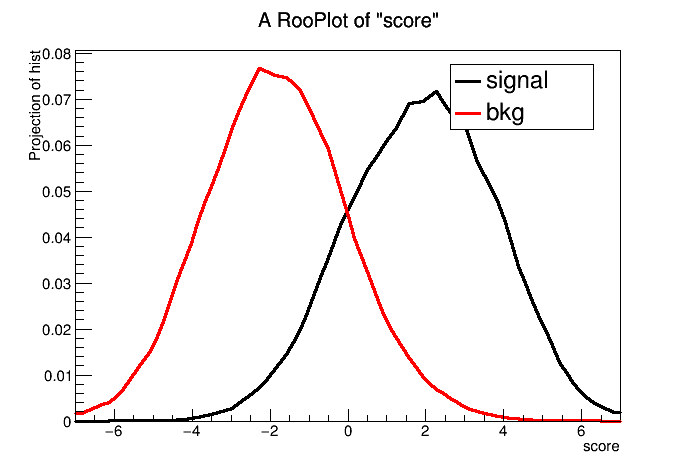 A RooPlot of "score"
Projection of hist
0.08
0.07
0.06
0.05
0.04
0.03
0.02
0.01
0
signal
bkg
−6 −4 −2 0 2 4 6
score